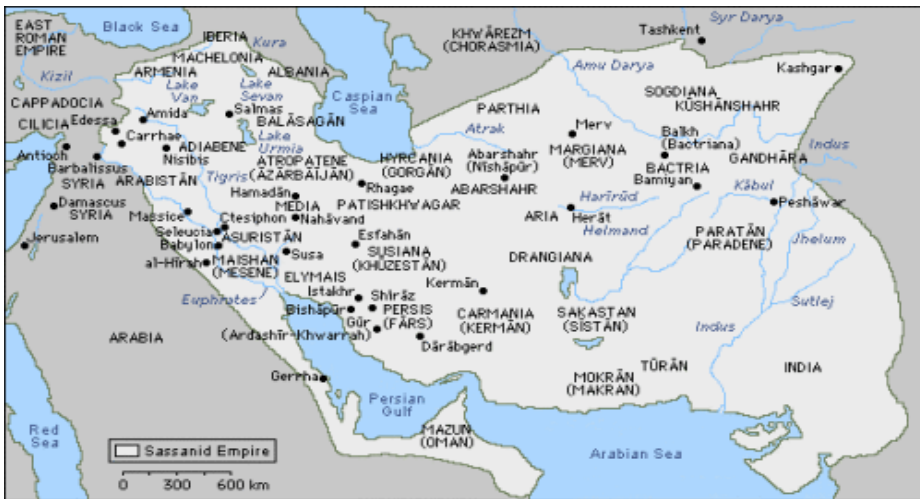 EAST
ROMAN
EMPIRE
Black Sea
IBERIA
Kura
MACHELONIA
ARMENIA
ALBANIA
Kizil
Lake
Van
Lake
Sevan
CAPPADOCIA
CILICIA
Edessa
Amida
Salmas
BALĀSAGĀN
Carrhae
ADIABENE
Nisibis
Lake
Urmia
Antioch
Barbalissus
SYRIA
ARABISTĀN
Tigris
ATROPATENE
(AZĀRBĀIJĀN)
Caspian
Sea
KHWĀREZM
(CHORASMIA)
Tashkent
Syr Darya
Kashgar
Amu Darya
SOGDIANA
KŪSHĀNSHAHR
PARTHIA
Atrak
Merv
MARGIANA
(MERV)
Balkh
(Bactriana)
BACTRIA
Bamiyan
GANDHĀRA
Indus
HYRCANIA
(GORGĀN)
Abarshahr
(Nīshāpūr)
ABARSHAHR
Rhagae
Hamadān
MEDIA
PATISHKHWAGAR
Nahāvand
Damascus
SYRIA
Massice
Ctesiphon
Seleucia
ASURISTĀN
Babylon
Jerusalem
al-Hīrah
MAISHAN
(MESENE)
Susa
Esfahān
SUSIANA
(KHŪZESTĀN)
ELYMAIS
Istakhr
Shīrāz
Bishāpūr
PERSIS
(FĀRS)
Gūr
(Ardashīr-Khwarrah)
Dārābgerd
Euphrates
Kermān
CARMANIA
(KERMĀN)
ARIA
Harīrūd
Herāt
Helmand
DRANGIANA
SAKASTAN
(SĪSTĀN)
Kābul
Peshāwar
PARATĀN
(PARADENE)
Jhelum
Sutlej
Indus
TŪRĀN
MOKRĀN
(MAKRAN)
INDIA
ARABIA
Gerrha
Persian
Gulf
MAZUN
(OMAN)
Red
Sea
Arabian Sea
Sassanid Empire
0 300 600 km